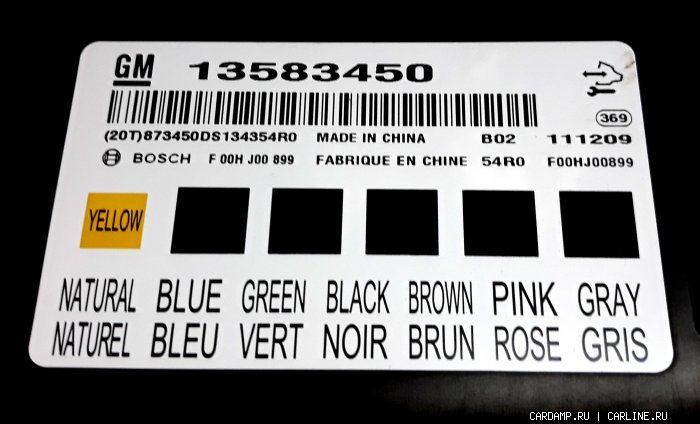 GM 13583450
369
(20T)873450DS134354R0 MADE IN CHINA B02 111209
BOSCH F 00H J00 899 FABRIQUE EN CHINE 54R0 F00HJ00899
YELLOW
NATURAL BLUE GREEN BLACK BROWN PINK GRAY
NATUREL BLEU VERT NOIR BRUN ROSE GRIS
CARDAMP.RU | CARLINE.RU